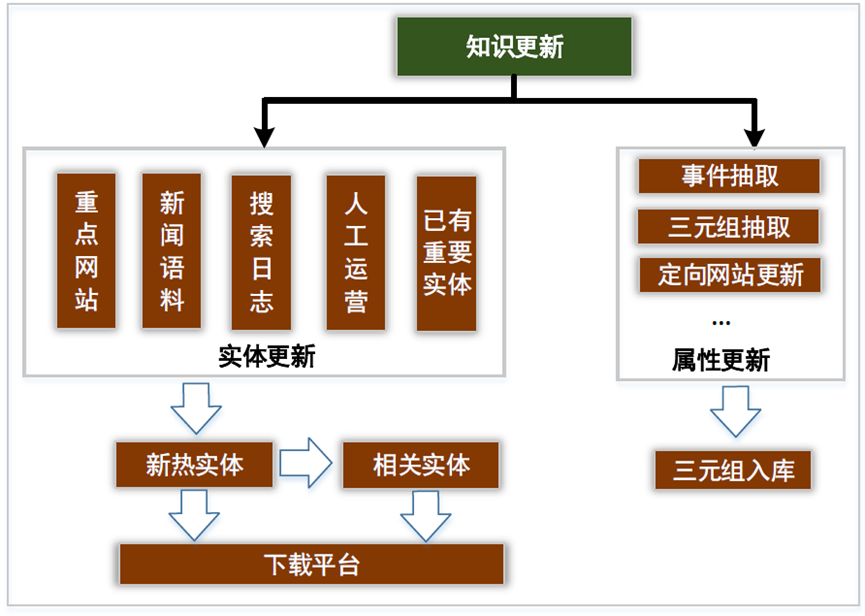 知识更新
重点网站
新闻语料
搜索日志
人工运营
已有
重要
实体
实体更新
事件抽取
三元组抽取
定向网站更新
...
属性更新
新热实体
相关实体
下载平台
三元组入库